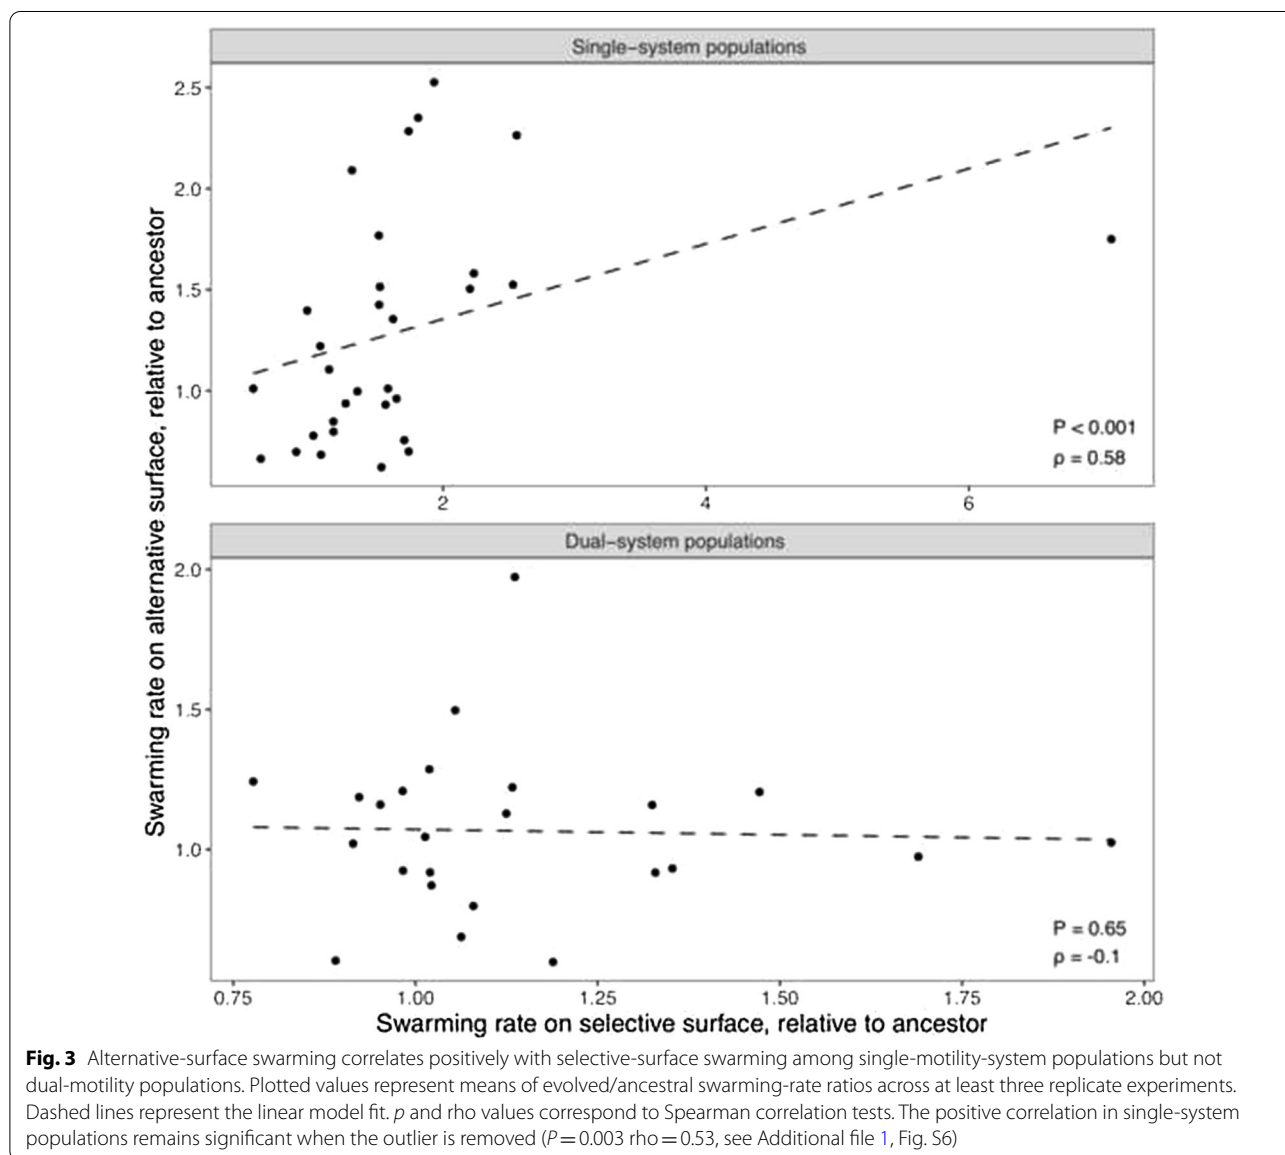 Single-system populations
2.5
2.0
1.5
1.0
P < 0.001
ρ = 0.58
2 4 6
Swarming rate on alternative surface, relative to ancestor
Dual-system populations
2.0
1.5
1.0
P = 0.65
ρ = -0.1
0.75 1.00 1.25 1.50 1.75 2.00
Swarming rate on selective surface, relative to ancestor
Fig. 3 Alternative-surface swarming correlates positively with selective-surface swarming among single-motility-system populations but not
dual-motility populations. Plotted values represent means of evolved/ancestral swarming-rate ratios across at least three replicate experiments.
Dashed lines represent the linear model fit. p and rho values correspond to Spearman correlation tests. The positive correlation in single-system
populations remains significant when the outlier is removed (P = 0.003 rho = 0.53, see Additional file 1, Fig. S6)